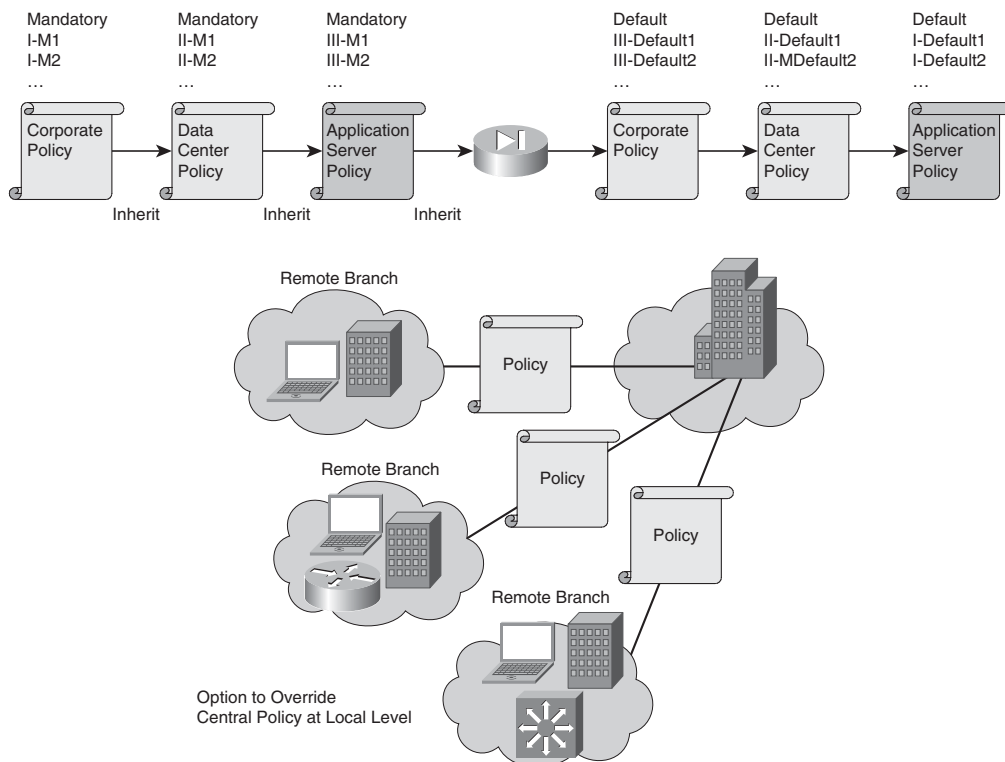 Mandatory
I-M1
I-M2
...
Mandatory
II-M1
II-M2
...
Mandatory
III-M1
III-M2
...
Default
III-Default1
III-Default2
...
Default
II-Default1
II-MDefault2
...
Default
I-Default1
I-Default2
...
Corporate
Policy
Data
Center
Policy
Application
Server
Policy
Corporate
Policy
Data
Center
Policy
Application
Server
Policy
Inherit
Inherit
Inherit
Remote Branch
Policy
Remote Branch
Policy
Policy
Remote Branch
Option to Override
Central Policy at Local Level